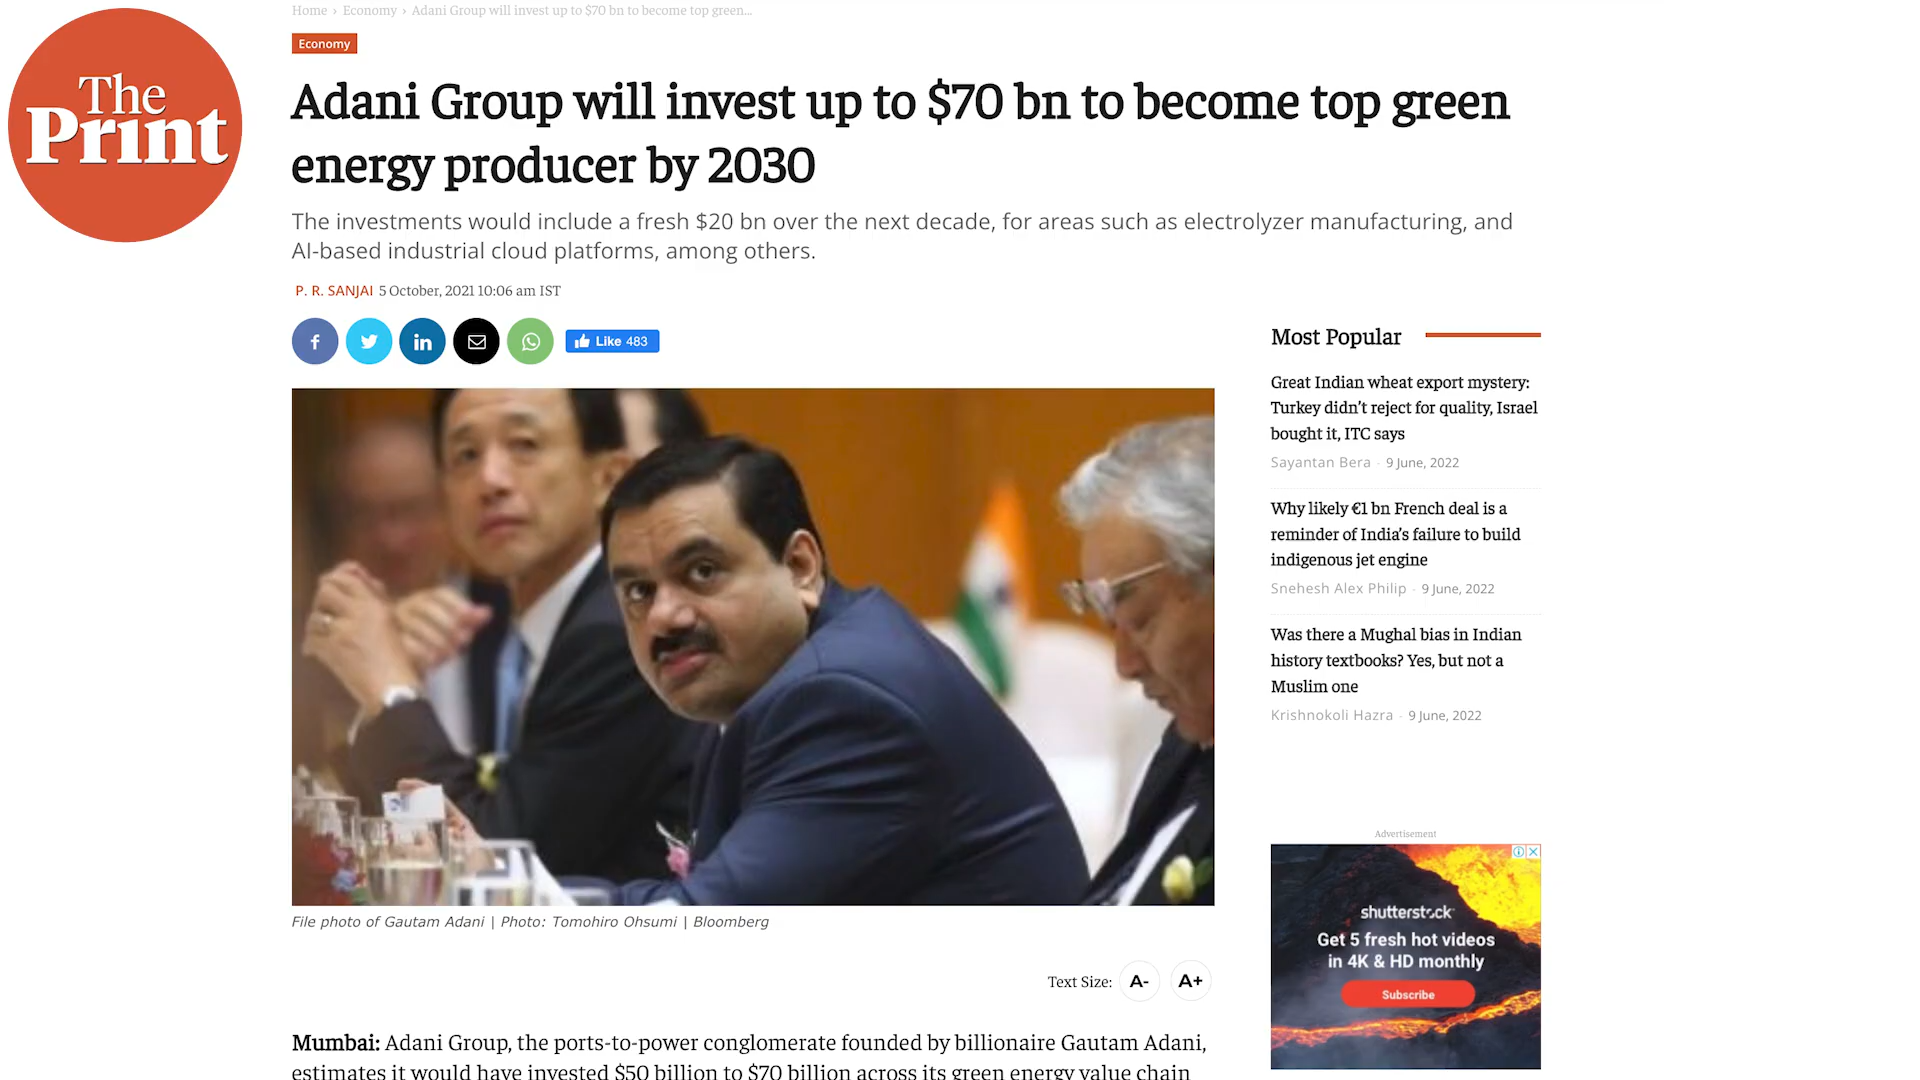 The
Print
Home › Economy › Adani Group will invest up to $70 bn to become top green...
Economy
Adani Group will invest up to $70 bn to become top green
energy producer by 2030
The investments would include a fresh $20 bn over the next decade, for areas such as electrolyzer manufacturing, and
AI-based industrial cloud platforms, among others.
P. R. SANJAI 5 October, 2021 10:06 am IST
Like 483
File photo of Gautam Adani | Photo: Tomohiro Ohsumi | Bloomberg
Text Size: A- A+
Mumbai: Adani Group, the ports-to-power conglomerate founded by billionaire Gautam Adani,
estimates it would have invested $50 billion to $70 billion across its green energy value chain
Most Popular
Great Indian wheat export mystery:
Turkey didn't reject for quality, Israel
bought it, ITC says
Sayantan Bera - 9 June, 2022
Why likely €1 bn French deal is a
reminder of India's failure to build
indigenous jet engine
Snehesh Alex Philip - 9 June, 2022
Was there a Mughal bias in Indian
history textbooks? Yes, but not a
Muslim one
Krishnokoli Hazra - 9 June, 2022
Advertisement
shutterstock
Get 5 fresh hot videos
in 4K & HD monthly
Subscribe